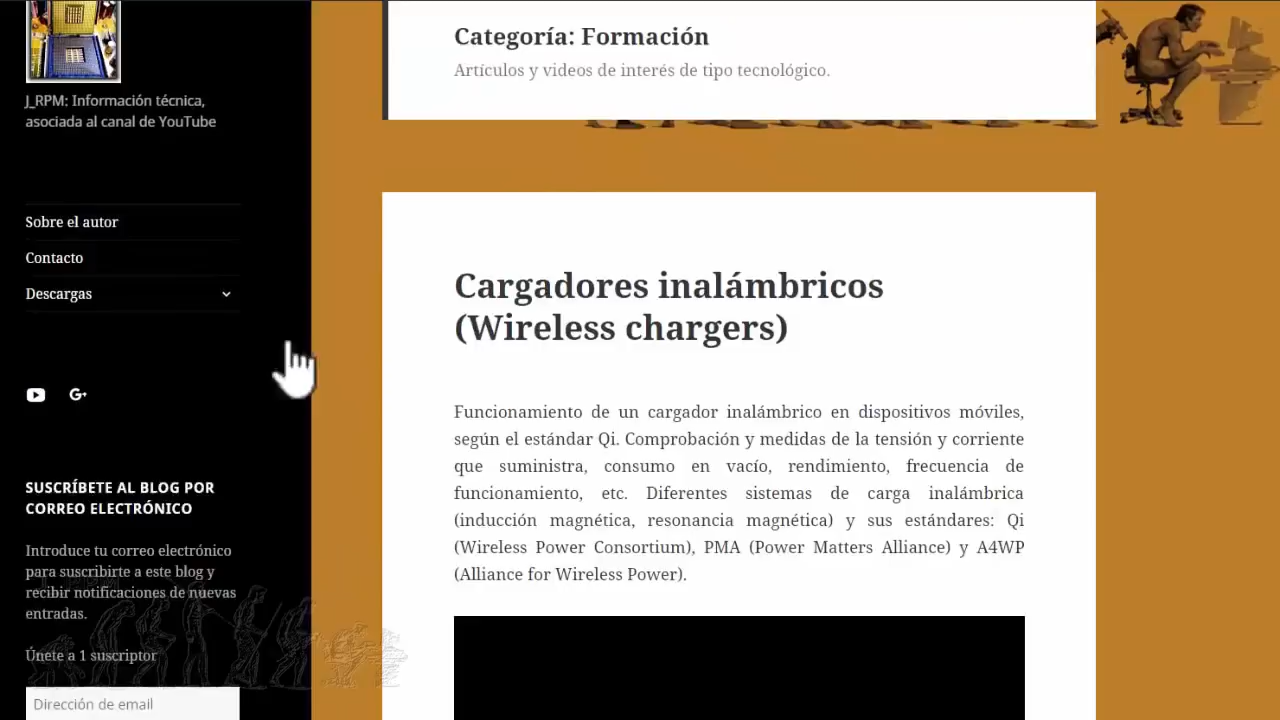 J_RPM: Información técnica,
asociada al canal de YouTube
Sobre el autor
Contacto
Descargas
G+
SUSCRÍBETE AL BLOG POR
CORREO ELECTRÓNICO
Introduce tu correo electrónico
para suscribirte a este blog y
recibir notificaciones de nuevas
entradas.
Únete a 1 suscriptor
Dirección de email
Categoría: Formación
Artículos y videos de interés de tipo tecnológico.
Cargadores inalámbricos
(Wireless chargers)
Funcionamiento de un cargador inalámbrico en dispositivos móviles,
según el estándar Qi. Comprobación y medidas de la tensión y corriente
que suministra, consumo en vacío, rendimiento, frecuencia de
funcionamiento, etc. Diferentes sistemas de carga inalámbrica
(inducción magnética, resonancia magnética) y sus estándares: Qi
(Wireless Power Consortium), PMA (Power Matters Alliance) y A4WP
(Alliance for Wireless Power).